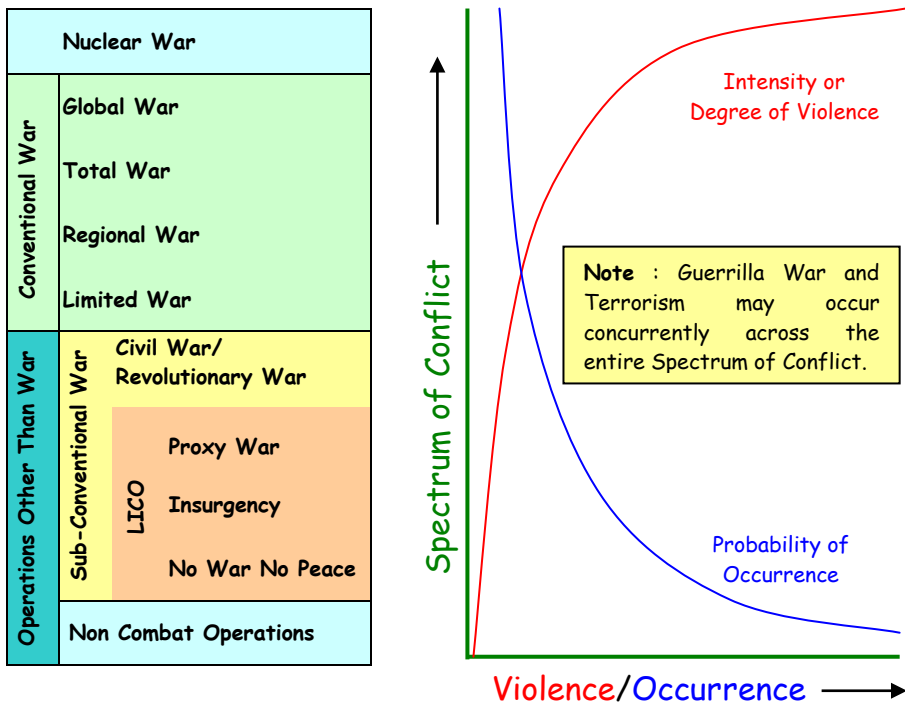 Nuclear War
Conventional War
Global War
Total War
Regional War
Limited War
Operations Other Than War
Sub-Conventional War
Civil War/
Revolutionary War
LICO
Proxy War
Insurgency
No War No Peace
Non Combat Operations
Spectrum of Conflict
Intensity or
Degree of Violence
Note : Guerrilla War and
Terrorism may occur
concurrently across the
entire Spectrum of Conflict.
Probability of
Occurrence
Violence/Occurrence